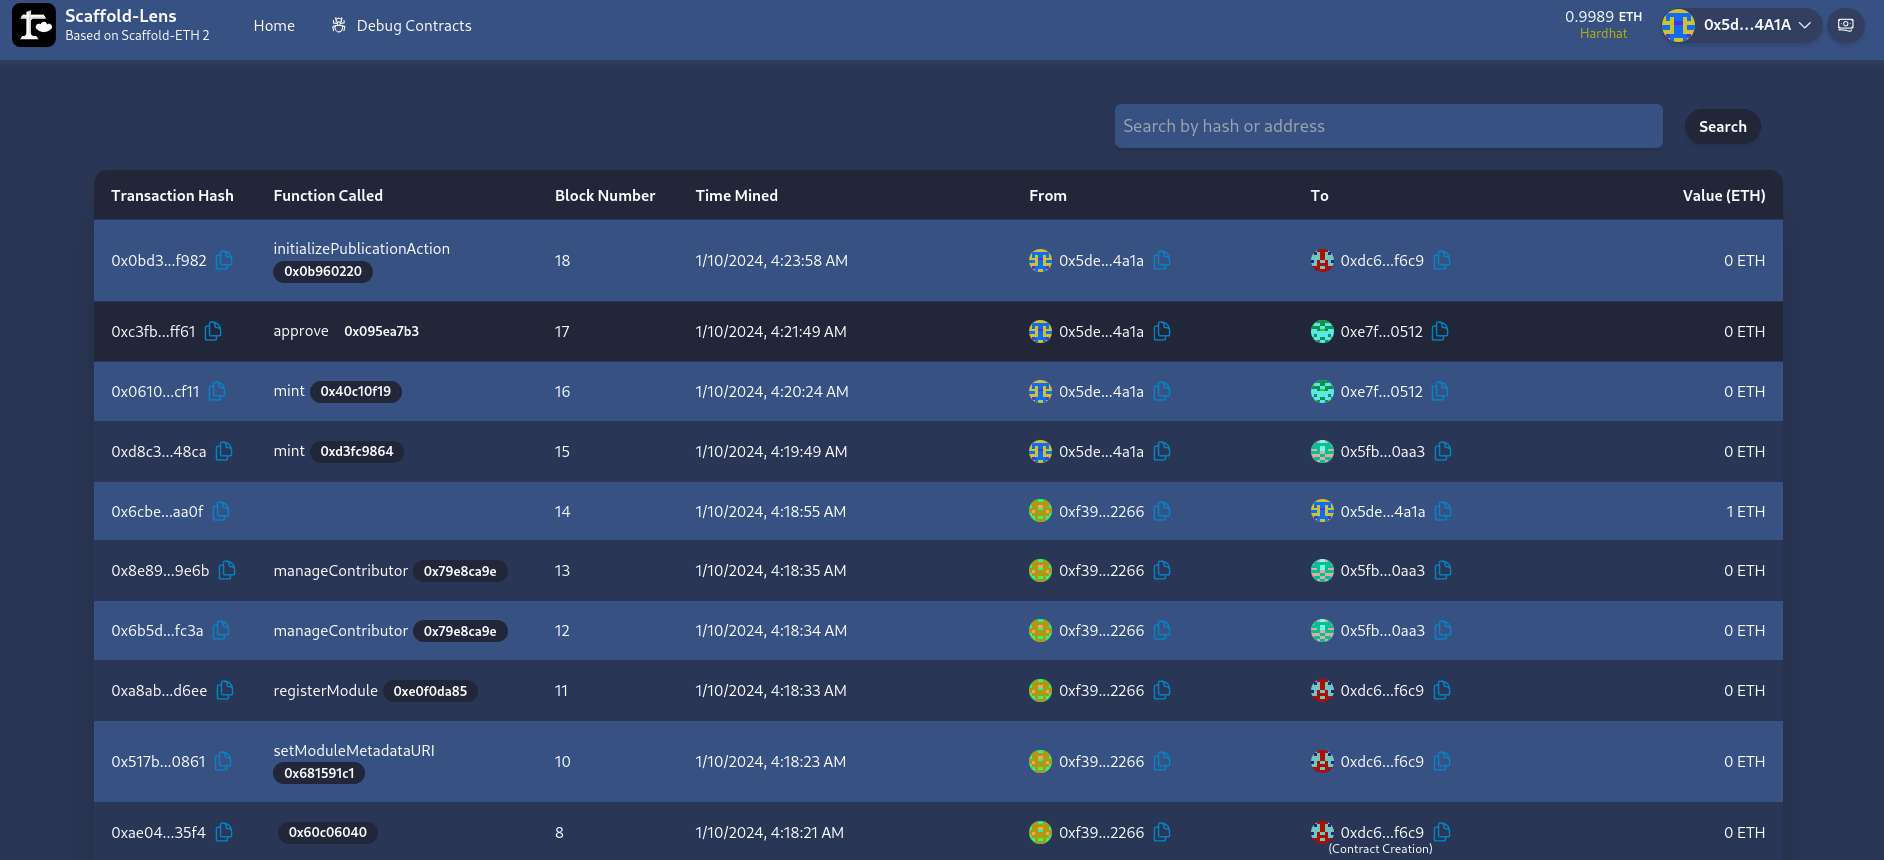 Scaffold-Lens
Based on Scaffold-ETH 2
Home
Debug Contracts
0.9989 ETH
Hardhat
0x5d...4A1A
Search by hash or address
Search
Transaction Hash Function Called Block Number Time Mined From To Value (ETH)
0x0bd3...f982 initializePublicationAction 0x0b960220 18 1/10/2024, 4:23:58 AM 0x5de...4a1a 0xdc6...f6c9 0 ETH
0xc3fb...ff61 approve 0x095ea7b3 17 1/10/2024, 4:21:49 AM 0x5de...4a1a 0xe7f...0512 0 ETH
0x0610...cf11 mint 0x40c10f19 16 1/10/2024, 4:20:24 AM 0x5de...4a1a 0xe7f...0512 0 ETH
0xd8c3...48ca mint 0xd3fc9864 15 1/10/2024, 4:19:49 AM 0x5de...4a1a 0x5fb...0aa3 0 ETH
0x6cbe...aa0f 14 1/10/2024, 4:18:55 AM 0xf39...2266 0x5de...4a1a 1 ETH
0x8e89...9e6b manageContributor 0x79e8ca9e 13 1/10/2024, 4:18:35 AM 0xf39...2266 0x5fb...0aa3 0 ETH
0x6b5d...fc3a manageContributor 0x79e8ca9e 12 1/10/2024, 4:18:34 AM 0xf39...2266 0x5fb...0aa3 0 ETH
0xa8ab...d6ee registerModule 0xe0f0da85 11 1/10/2024, 4:18:33 AM 0xf39...2266 0xdc6...f6c9 0 ETH
0x517b...0861 setModuleMetadataURI 0x681591c1 10 1/10/2024, 4:18:23 AM 0xf39...2266 0xdc6...f6c9 0 ETH
0xae04...35f4 0x60c06040 8 1/10/2024, 4:18:21 AM 0xf39...2266 0xdc6...f6c9 0 ETH
(Contract Creation)